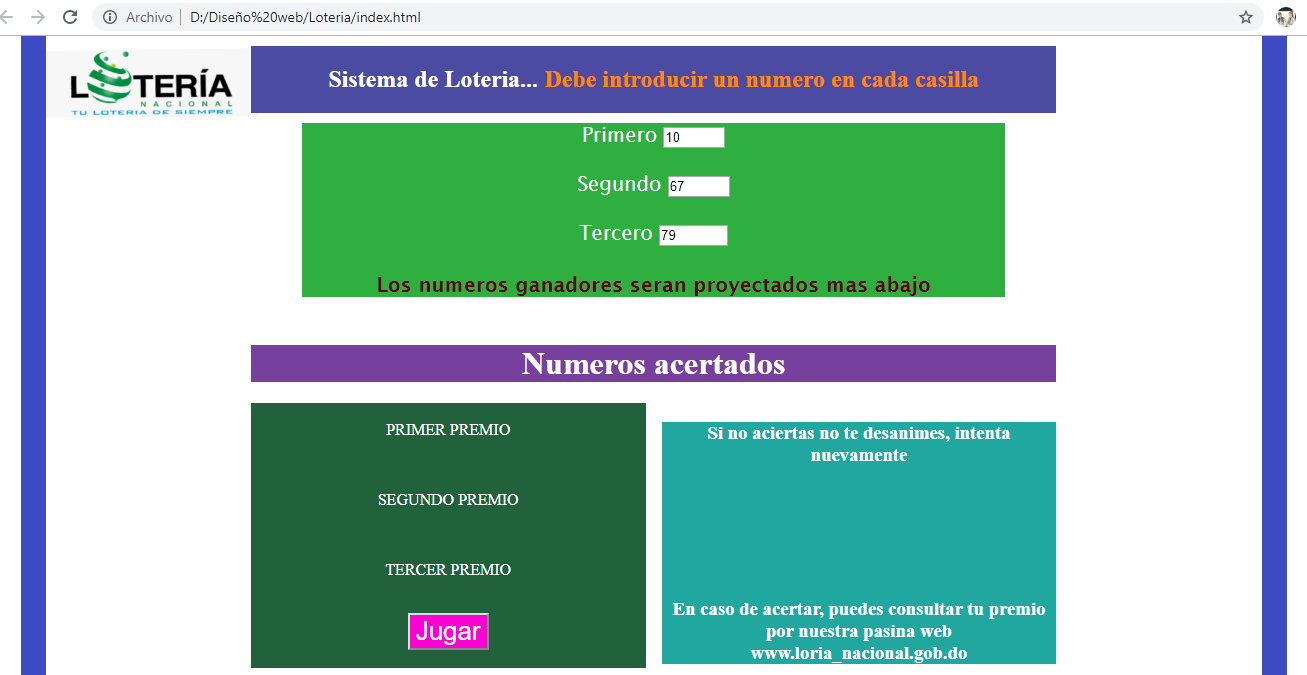 Archivo D:/Diseño%20web/Loteria/index.html
LOTERÍA
NACIONAL
TU LOTERIA DE SIEMPRE
Sistema de Loteria... Debe introducir un numero en cada casilla
Primero 10
Segundo 67
Tercero 79
Los numeros ganadores seran proyectados mas abajo
Numeros acertados
PRIMER PREMIO
SEGUNDO PREMIO
TERCER PREMIO
Jugar
Si no aciertas no te desanimes, intenta
nuevamente
En caso de acertar, puedes consultar tu premio
por nuestra pasina web
www.loria_nacional.gob.do